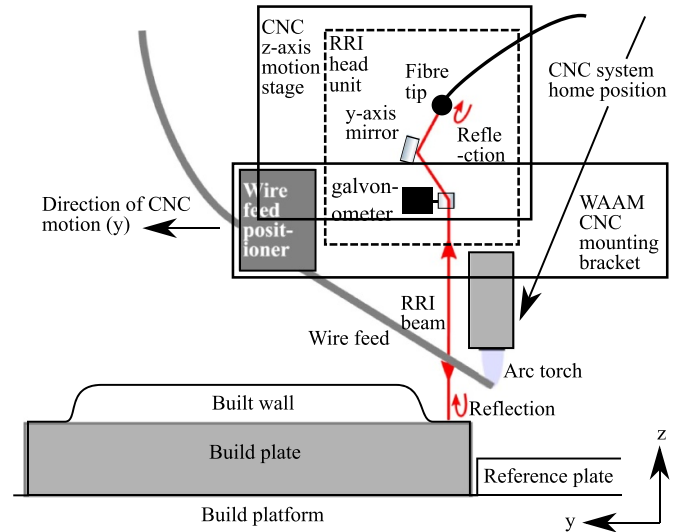 CNC
z-axis
motion
stage
RRI
head
unit
Fibre
tip
y-axis
mirror
Refle
-ction
CNC system
home position
galvon-
ometer
Wire
feed
posit-
ioner
Direction of CNC
motion (y)
WAAM
CNC
mounting
bracket
RRI
beam
Wire feed
Arc torch
Reflection
Built wall
Build plate
Reference plate
Build platform
z
y